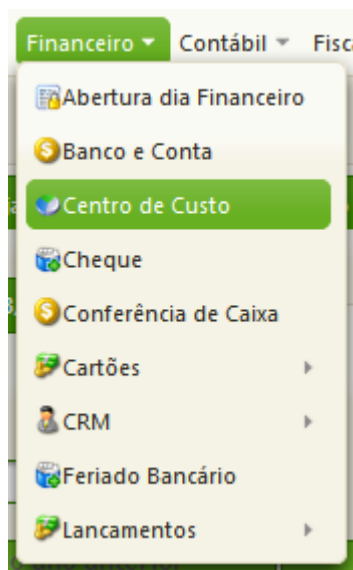 Financeiro Contábil Fisc
Abertura dia Financeiro
Banco e Conta
Centro de Custo
Cheque
Conferência de Caixa
Cartões
CRM
Feriado Bancário
Lancamentos